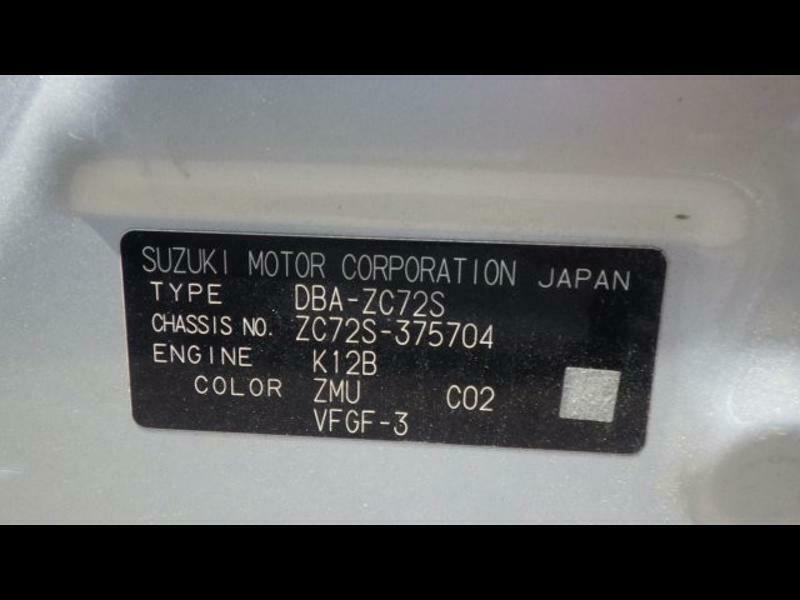 SUZUKI MOTOR CORPORATION JAPAN
TYPE DBA-ZC72S
CHASSIS NO. ZC72S-375704
ENGINE K12B
COLOR ZMU C02
VFGF-3